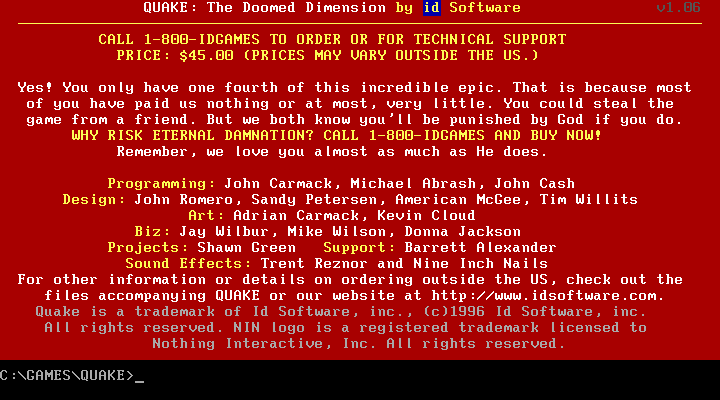 QUAKE: The Doomed Dimension by id Software v1.06
CALL 1-800-IDGAMES TO ORDER OR FOR TECHNICAL SUPPORT
PRICE: $45.00 (PRICES MAY VARY OUTSIDE THE US.)
Yes! You only have one fourth of this incredible epic. That is because most
of you have paid us nothing or at most, very little. You could steal the
game from a friend. But we both know you'll be punished by God if you do.
WHY RISK ETERNAL DAMNATION? CALL 1-800-IDGAMES AND BUY NOW!
Remember, we love you almost as much as He does.
Programming: John Carmack, Michael Abrash, John Cash
Design: John Romero, Sandy Petersen, American McGee, Tim Willits
Art: Adrian Carmack, Kevin Cloud
Biz: Jay Wilbur, Mike Wilson, Donna Jackson
Projects: Shawn Green Support: Barrett Alexander
Sound Effects: Trent Reznor and Nine Inch Nails
For other information or details on ordering outside the US, check out the
files accompanying QUAKE or our website at http://www.idsoftware.com.
Quake is a trademark of Id Software, inc., (c)1996 Id Software, inc.
All rights reserved. NIN logo is a registered trademark licensed to
Nothing Interactive, Inc. All rights reserved.
C:\GAMES\QUAKE>_